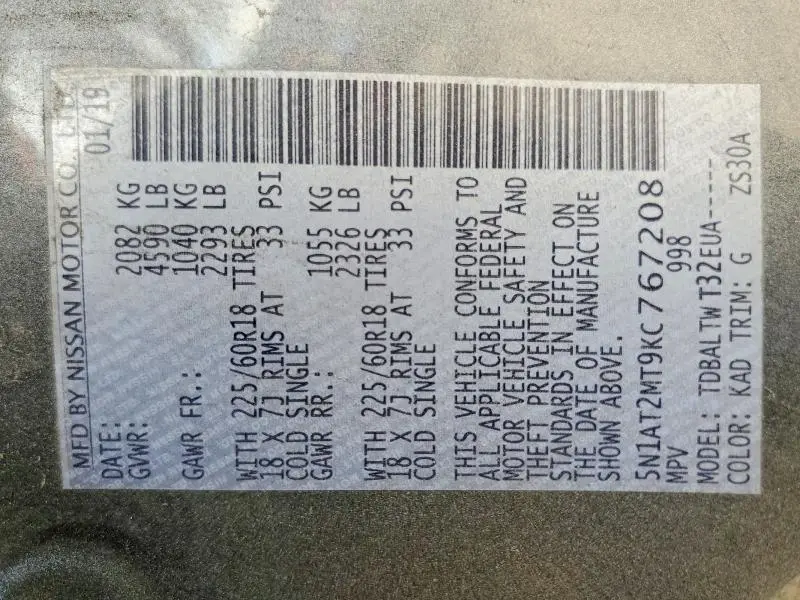 MFD BY NISSAN MOTOR CO., LTD.
DATE: 01/19
GVWR: 2082 KG
4590 LB
GAWR FR.: 1040 KG
2293 LB
WITH 225/60R18 TIRES
18 X 7J RIMS AT 33 PSI
COLD SINGLE
GAWR RR.: 1055 KG
2326 LB
WITH 225/60R18 TIRES
18 X 7J RIMS AT 33 PSI
COLD SINGLE
THIS VEHICLE CONFORMS TO
ALL APPLICABLE FEDERAL
MOTOR VEHICLE SAFETY AND
THEFT PREVENTION
STANDARDS IN EFFECT ON
THE DATE OF MANUFACTURE
SHOWN ABOVE.
5N1AT2MT9KC767208
MPV 998
MODEL: TDBALTW T32EUA-----
COLOR: KAD TRIM: G ZS30A